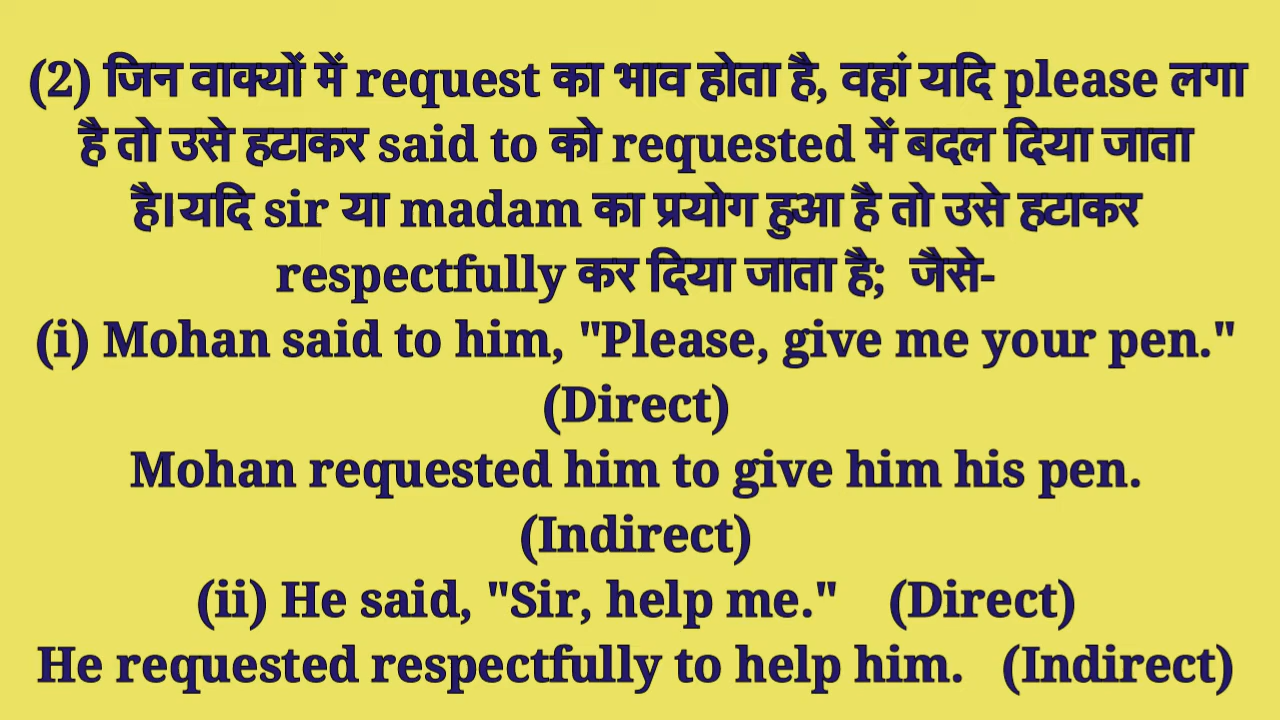 (2) जिन वाक्यों में request का भाव होता है, वहां यदि please लगा
है तो उसे हटाकर said to को requested में बदल दिया जाता
है।यदि sir या madam का प्रयोग हुआ है तो उसे हटाकर
respectfully कर दिया जाता है; जैसे-
(i) Mohan said to him, "Please, give me your pen."
(Direct)
Mohan requested him to give him his pen.
(Indirect)
(ii) He said, "Sir, help me." (Direct)
He requested respectfully to help him. (Indirect)